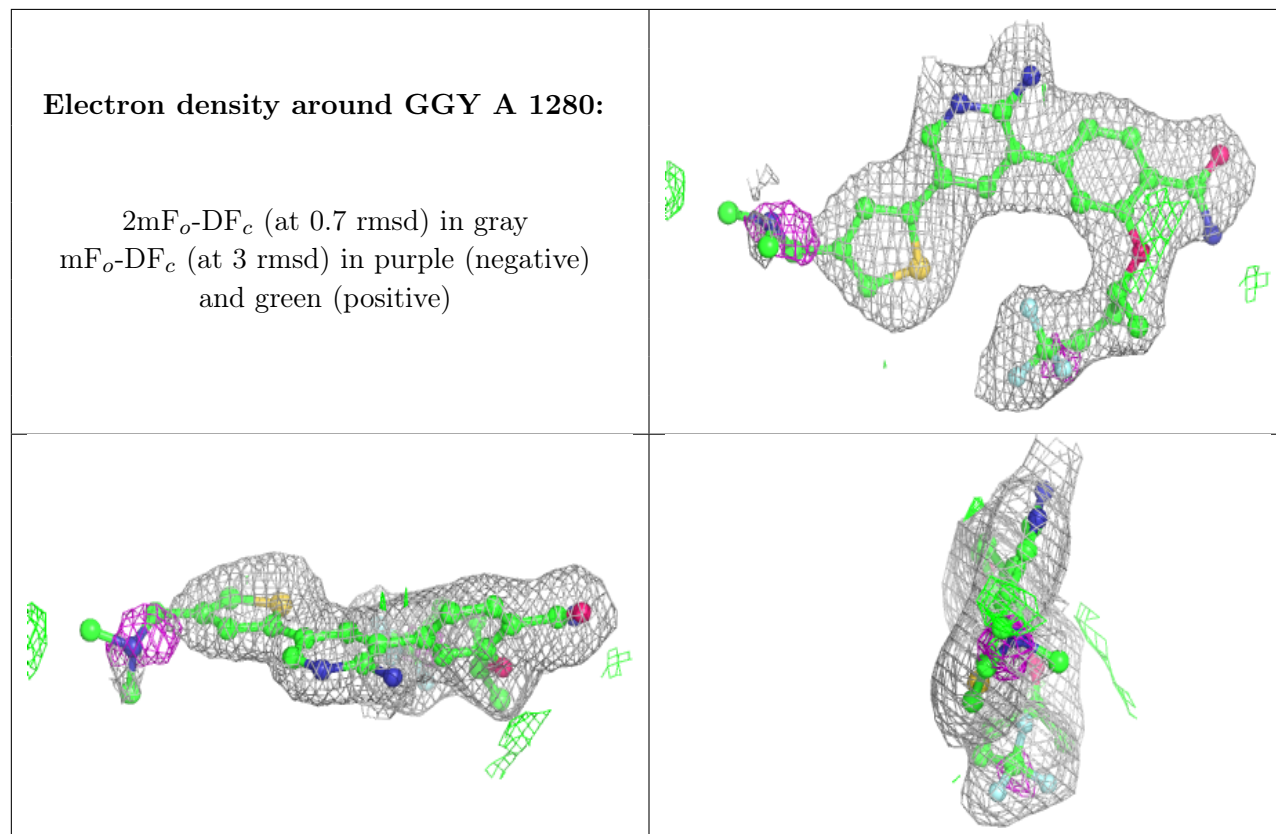 Electron density around GGY A 1280:
2mFo-DFc (at 0.7 rmsd) in gray
mFo-DFc (at 3 rmsd) in purple (negative)
and green (positive)